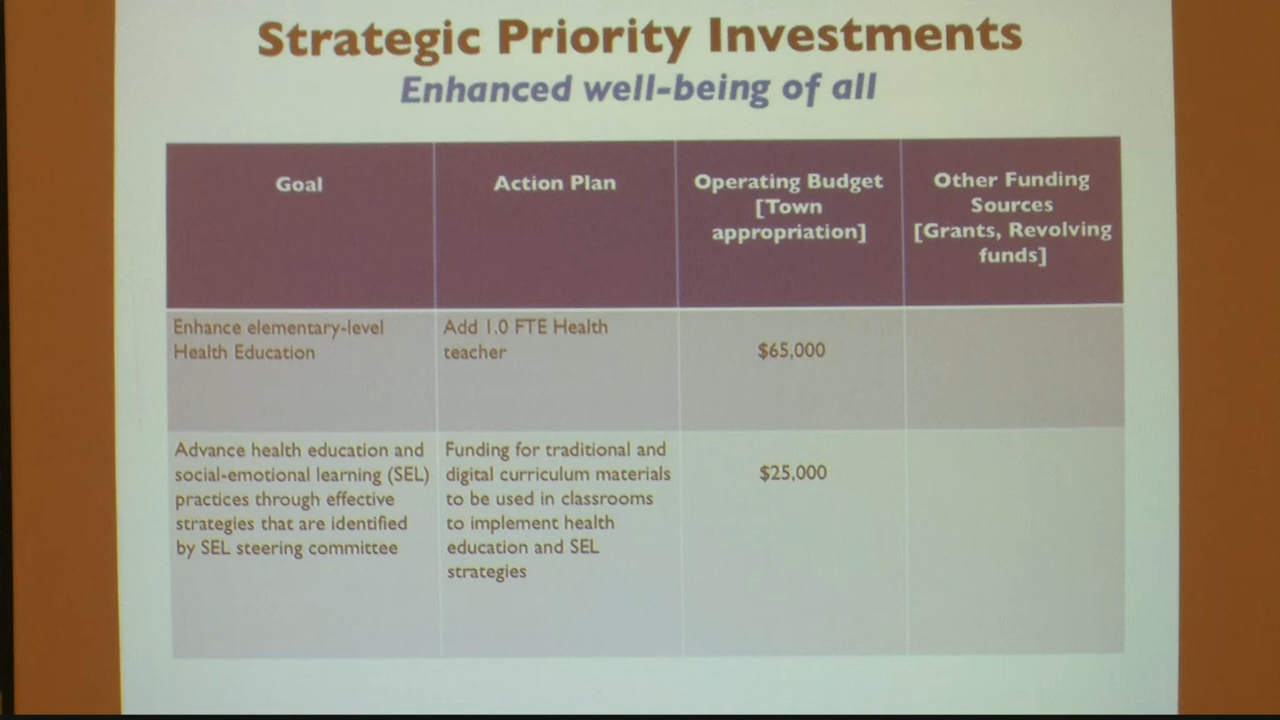 Strategic Priority Investments
Enhanced well-being of all
Goal
Action Plan
Operating Budget
[Town
appropriation]
Other Funding
Sources
[Grants, Revolving
funds]
Enhance elementary-level
Health Education
Add 1.0 FTE Health
teacher
$65,000
Advance health education and
social-emotional learning (SEL)
practices through effective
strategies that are identified
by SEL steering committee
Funding for traditional and
digital curriculum materials
to be used in classrooms
to implement health
education and SEL
strategies
$25,000